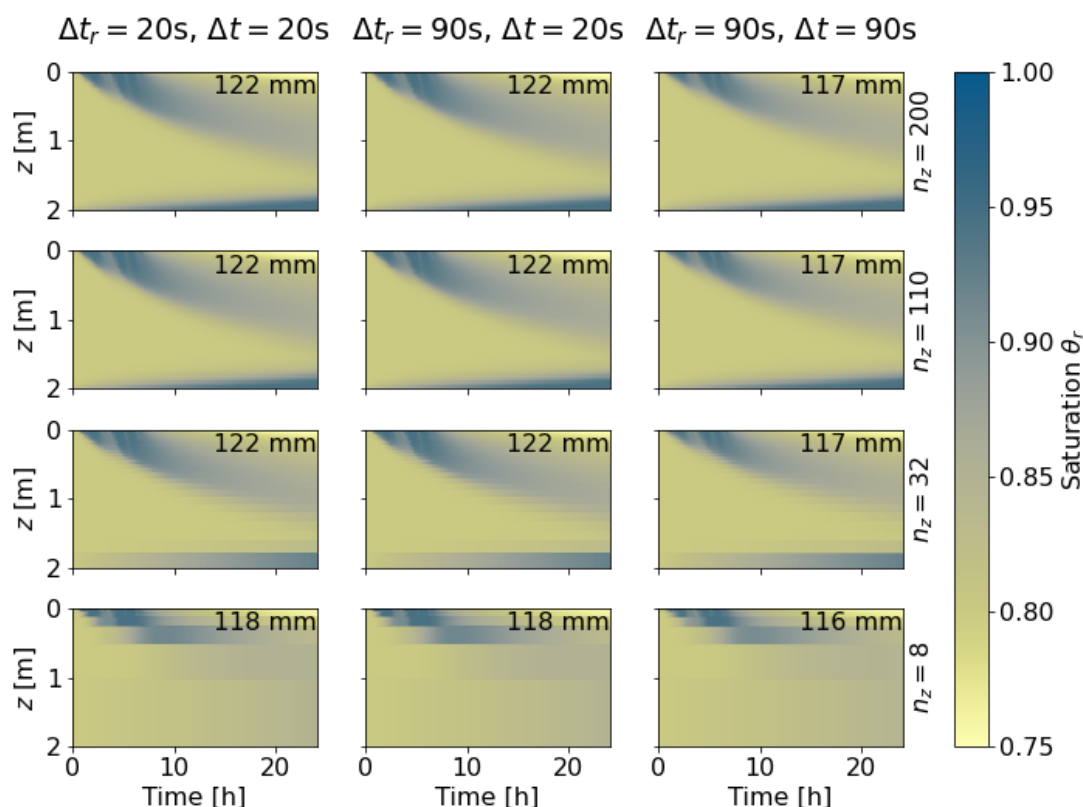 Δt_r = 20s, Δt = 20s Δt_r = 90s, Δt = 20s Δt_r = 90s, Δt = 90s
0
1
2
z [m]
122 mm
122 mm
117 mm
n_z = 200
0
1
2
z [m]
122 mm
122 mm
117 mm
n_z = 110
0
1
2
z [m]
122 mm
122 mm
117 mm
n_z = 32
0
1
2
z [m]
118 mm
118 mm
116 mm
n_z = 8
0 10 20
0 10 20
0 10 20
Time [h]
Time [h]
Time [h]
1.00
0.95
0.90
0.85
0.80
0.75
Saturation θ_r